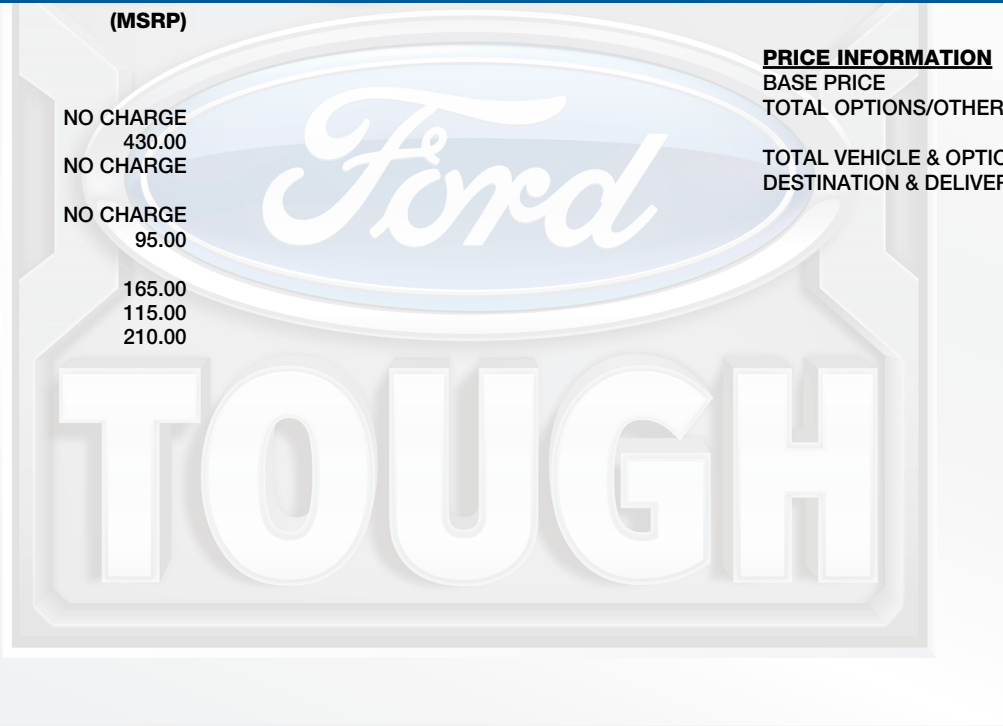 (MSRP)
NO CHARGE
430.00
NO CHARGE
NO CHARGE
95.00
165.00
115.00
210.00
PRICE INFORMATION
BASE PRICE
TOTAL OPTIONS/OTHER
TOTAL VEHICLE & OPTIO
DESTINATION & DELIVER
Ford
TOUGH